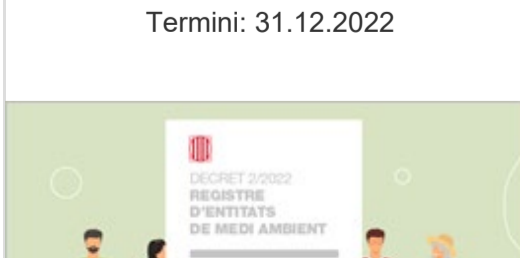 Termini: 31.12.2022
DECRET 2/2022
REGISTRE
D'ENTITATS
DE MEDI AMBIENT